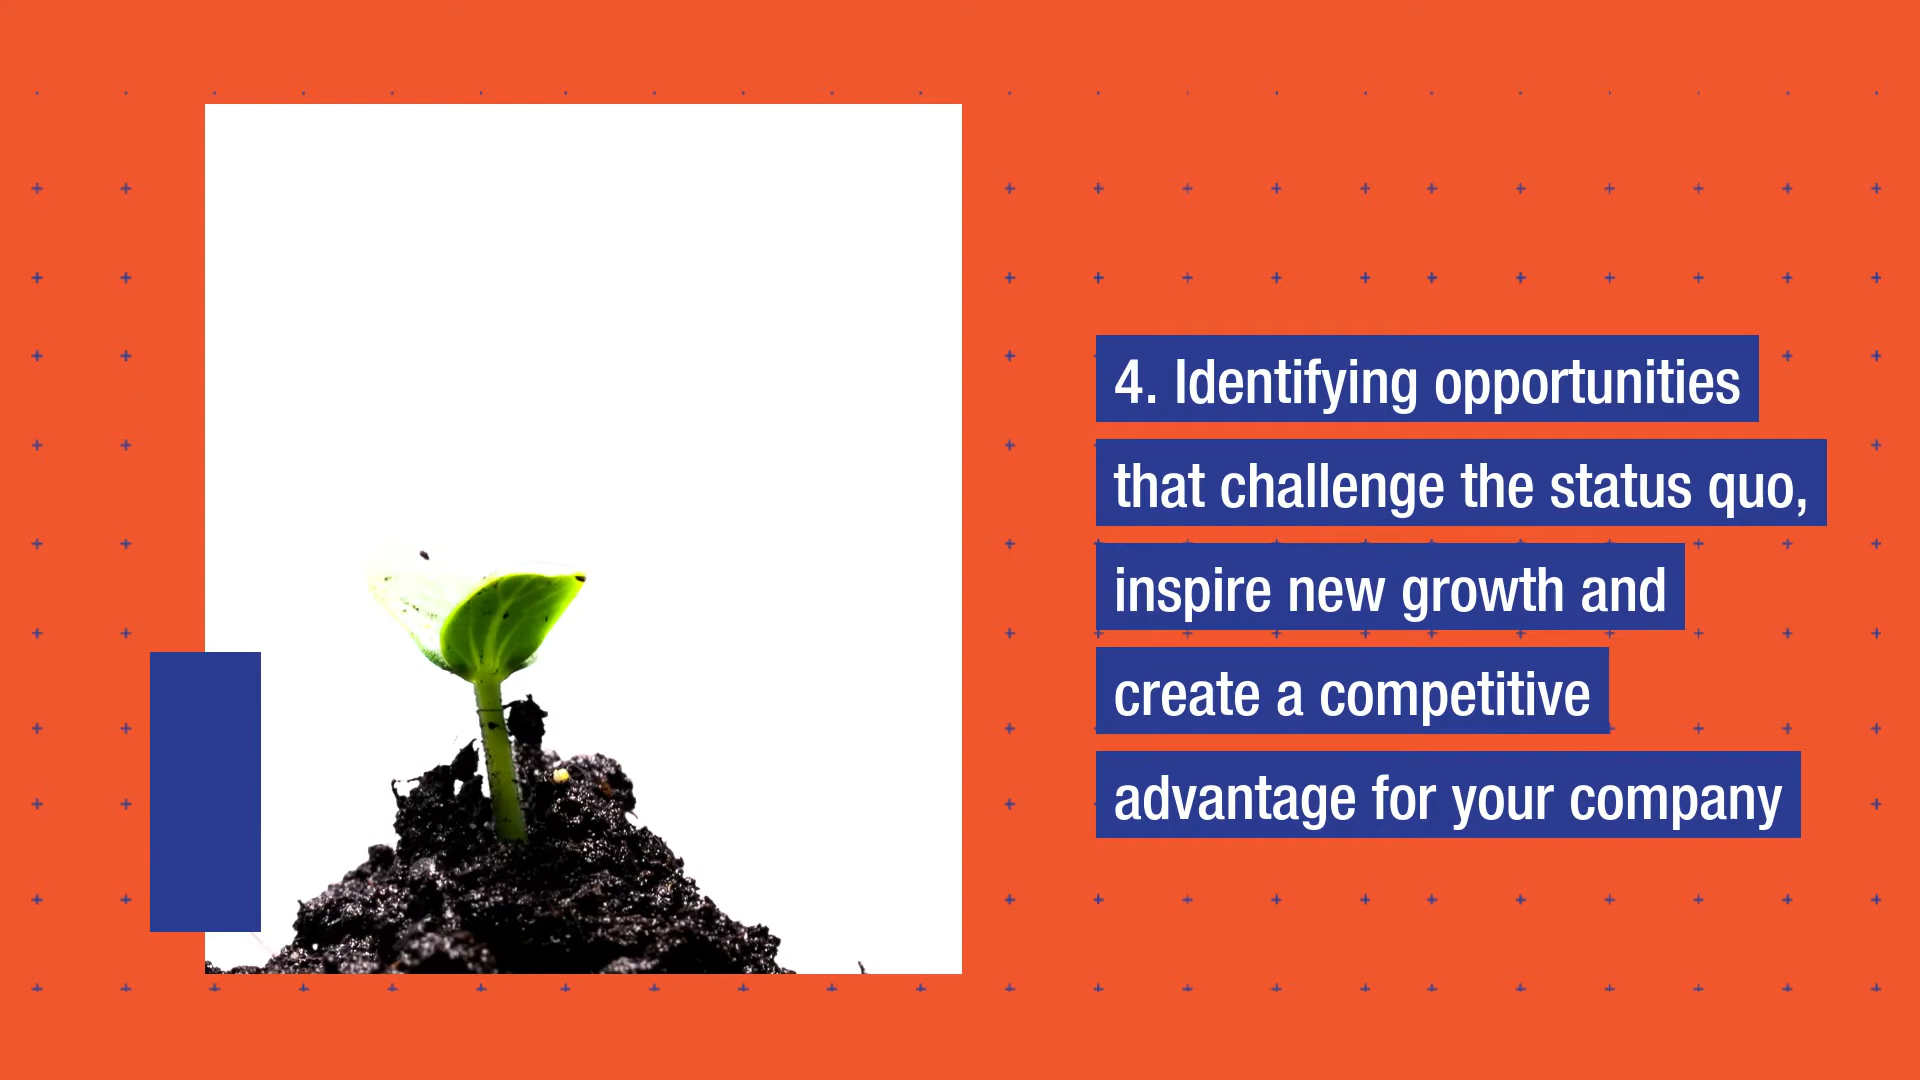 4. Identifying opportunities
that challenge the status quo,
inspire new growth and
create a competitive
advantage for your company